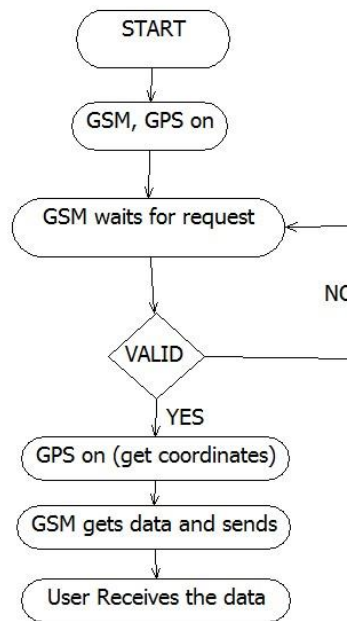 START
GSM, GPS on
GSM waits for request
VALID
NO
YES
GPS on (get coordinates)
GSM gets data and sends
User Receives the data